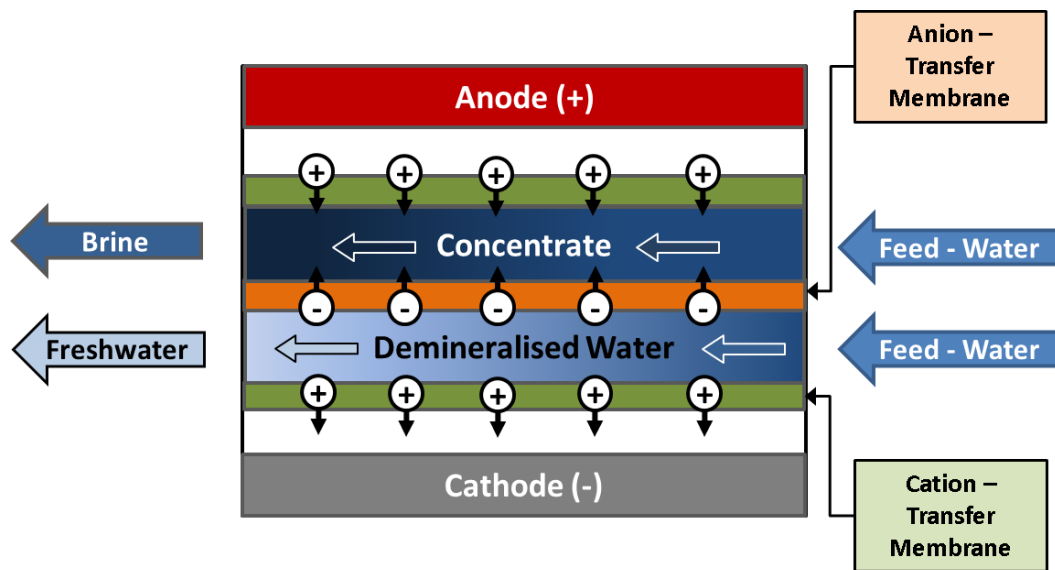 Anion –
Transfer
Membrane
Anode (+)
+ + + + +
Brine
Concentrate
Feed - Water
- - - - -
Freshwater
Demineralised Water
Feed - Water
+ + + + +
Cathode (-)
Cation –
Transfer
Membrane